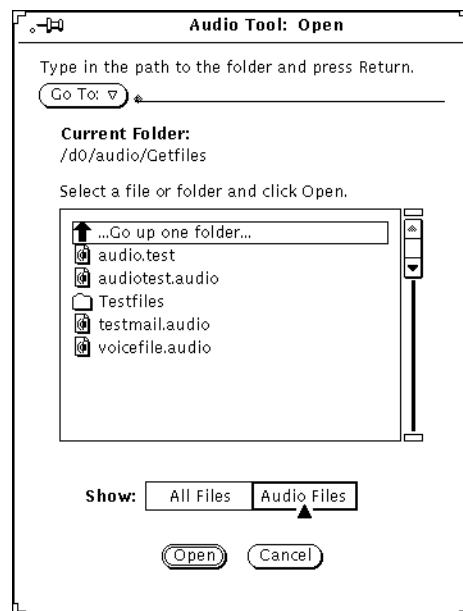 Audio Tool: Open
Type in the path to the folder and press Return.
Go To:
Current Folder:
/d0/audio/Getfiles
Select a file or folder and click Open.
...Go up one folder...
audio.test
audiotest.audio
Testfiles
testmail.audio
voicefile.audio
Show: All Files Audio Files
Open Cancel